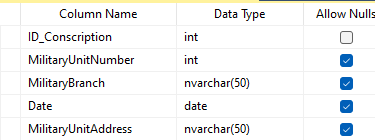 Column Name Data Type Allow Nulls
ID_Conscription int
MilitaryUnitNumber int
MilitaryBranch nvarchar(50)
Date date
MilitaryUnitAddress nvarchar(50)